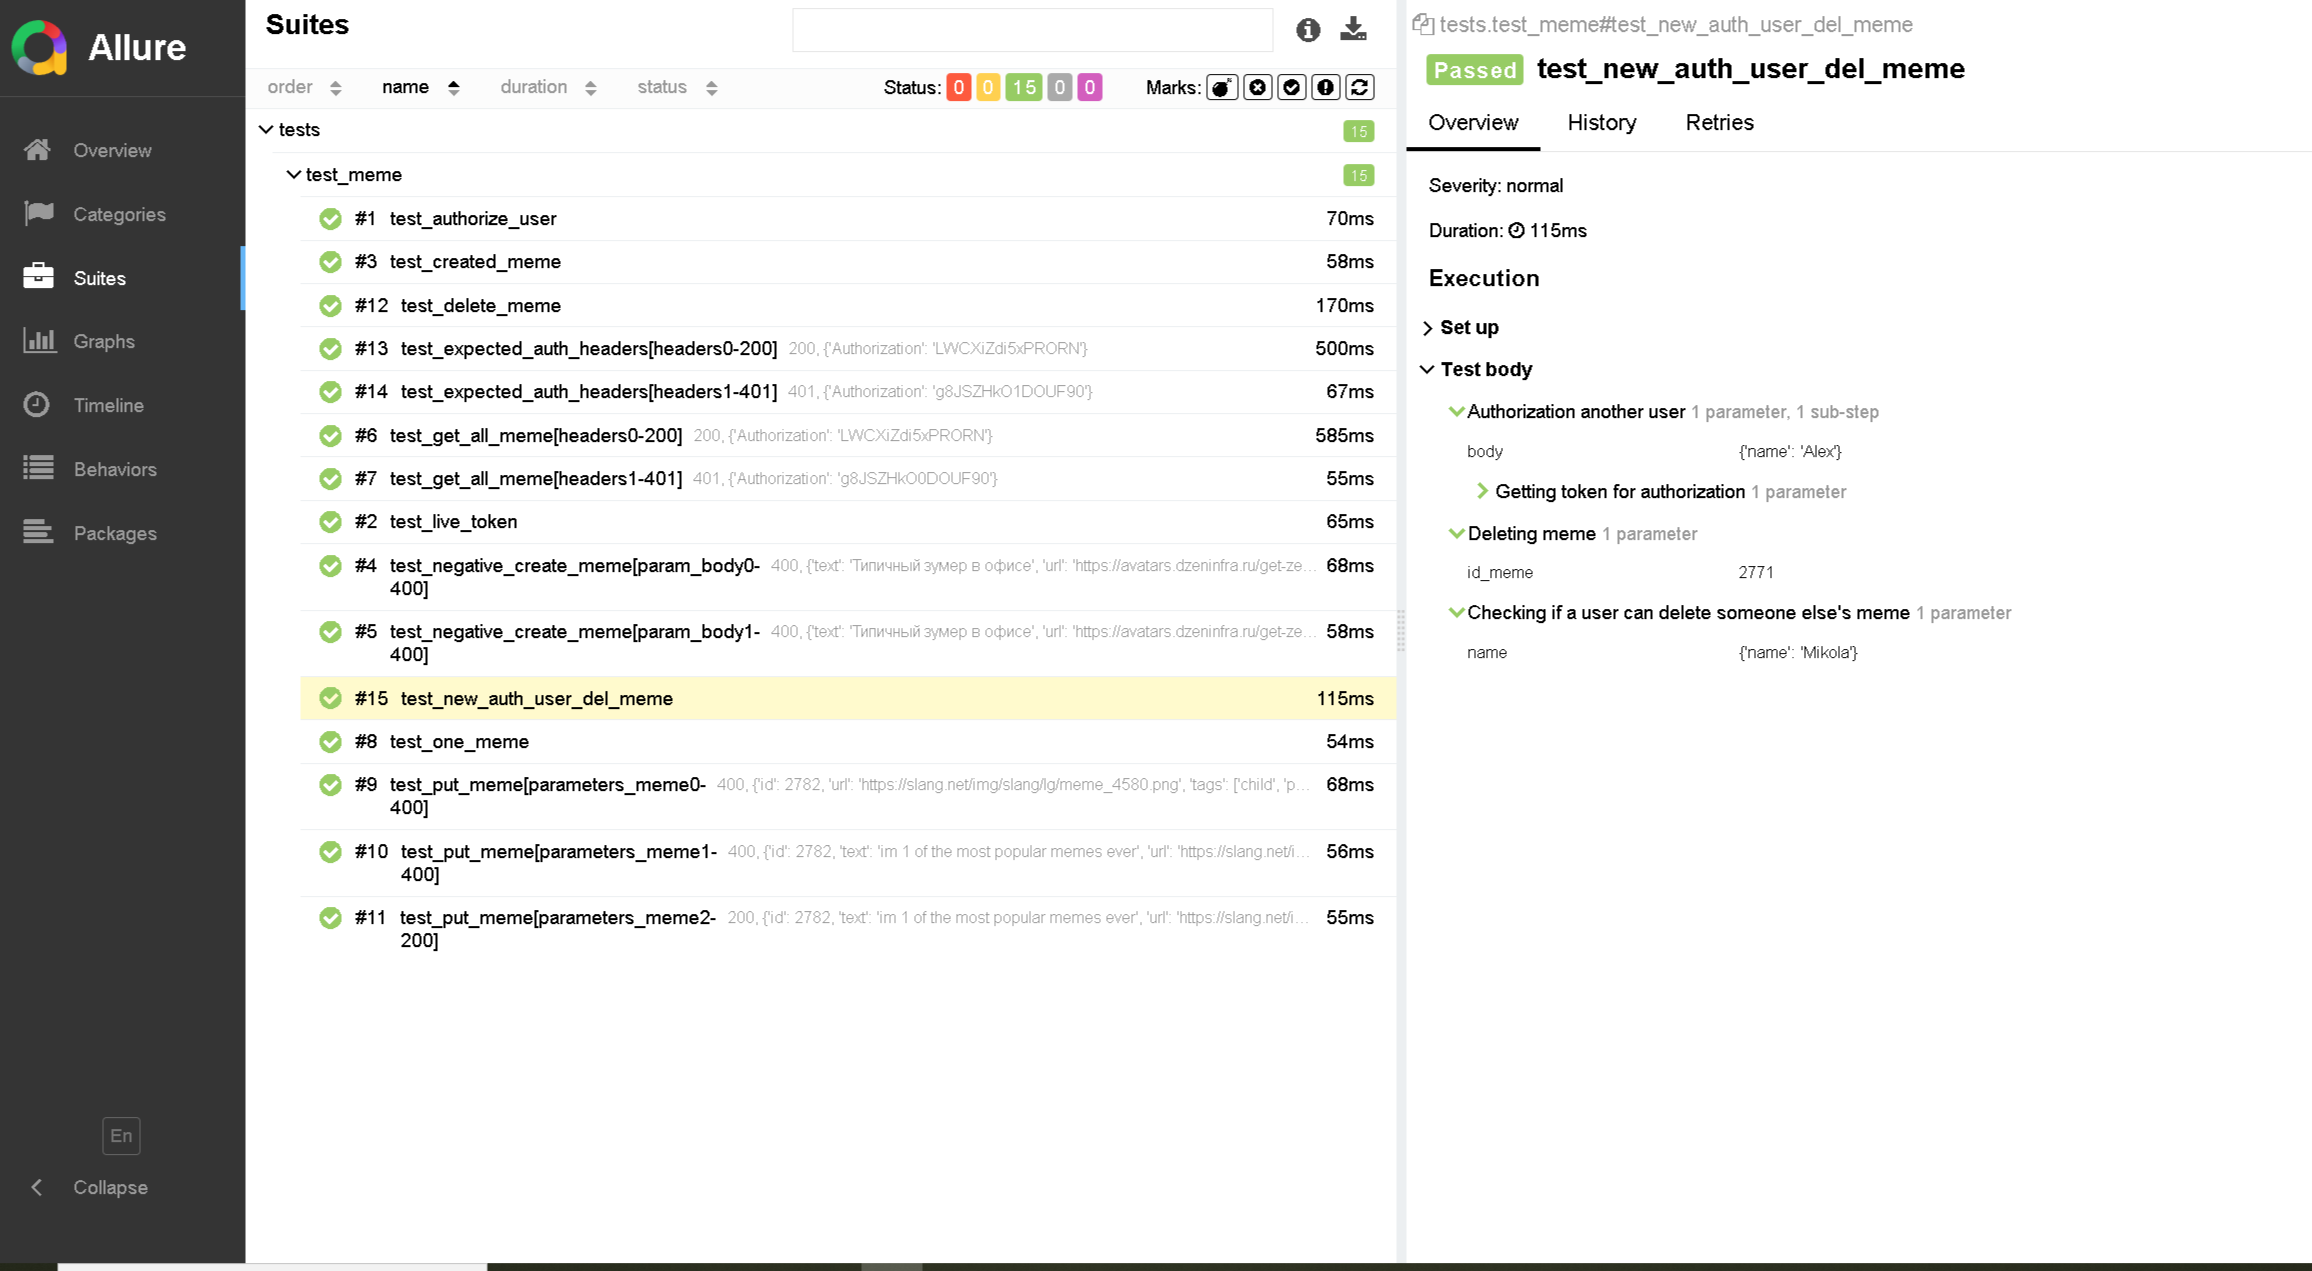 Allure
Overview
Categories
Suites
Graphs
Timeline
Behaviors
Packages
En
Collapse
Suites
order name duration status Status: 0 0 15 0 0 Marks:
tests 15
test_meme 15
#1 test_authorize_user 70ms
#3 test_created_meme 58ms
#12 test_delete_meme 170ms
#13 test_expected_auth_headers[headers0-200] 200, {'Authorization': 'LWCXiZdi5xPRORN'} 500ms
#14 test_expected_auth_headers[headers1-401] 401, {'Authorization': 'g8JSZHkO1DOUF90'} 67ms
#6 test_get_all_meme[headers0-200] 200, {'Authorization': 'LWCXiZdi5xPRORN'} 585ms
#7 test_get_all_meme[headers1-401] 401, {'Authorization': 'g8JSZHkO0DOUF90'} 55ms
#2 test_live_token 65ms
#4 test_negative_create_meme[param_body0- 400, {'text': 'Типичный зумер в офисе', 'url': 'https://avatars.dzeninfra.ru/get-ze... 68ms
400]
#5 test_negative_create_meme[param_body1- 400, {'text': 'Типичный зумер в офисе', 'url': 'https://avatars.dzeninfra.ru/get-ze... 58ms
400]
#15 test_new_auth_user_del_meme 115ms
#8 test_one_meme 54ms
#9 test_put_meme[parameters_meme0- 400, {'id': 2782, 'url': 'https://slang.net/img/slang/lg/meme_4580.png', 'tags': ['child', 'p... 68ms
400]
#10 test_put_meme[parameters_meme1- 400, {'id': 2782, 'text': 'im 1 of the most popular memes ever', 'url': 'https://slang.net/i... 56ms
400]
#11 test_put_meme[parameters_meme2- 200, {'id': 2782, 'text': 'im 1 of the most popular memes ever', 'url': 'https://slang.net/i... 55ms
200]
tests.test_meme#test_new_auth_user_del_meme
Passed test_new_auth_user_del_meme
Overview History Retries
Severity: normal
Duration: 115ms
Execution
Set up
Test body
Authorization another user 1 parameter, 1 sub-step
body {'name': 'Alex'}
Getting token for authorization 1 parameter
Deleting meme 1 parameter
id_meme 2771
Checking if a user can delete someone else's meme 1 parameter
name {'name': 'Mikola'}